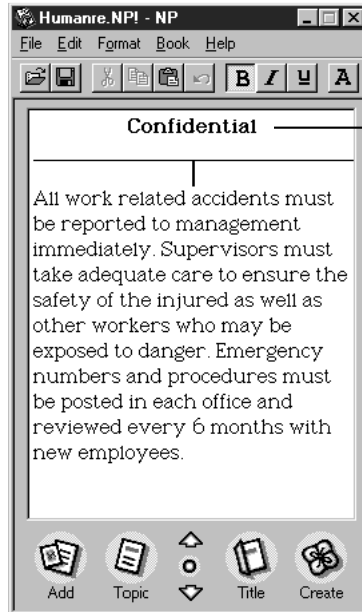 Humanre.NP! - NP
File Edit Format Book Help
B I U A
Confidential
All work related accidents must
be reported to management
immediately. Supervisors must
take adequate care to ensure the
safety of the injured as well as
other workers who may be
exposed to danger. Emergency
numbers and procedures must
be posted in each office and
reviewed every 6 months with
new employees.
Add Topic Title Create